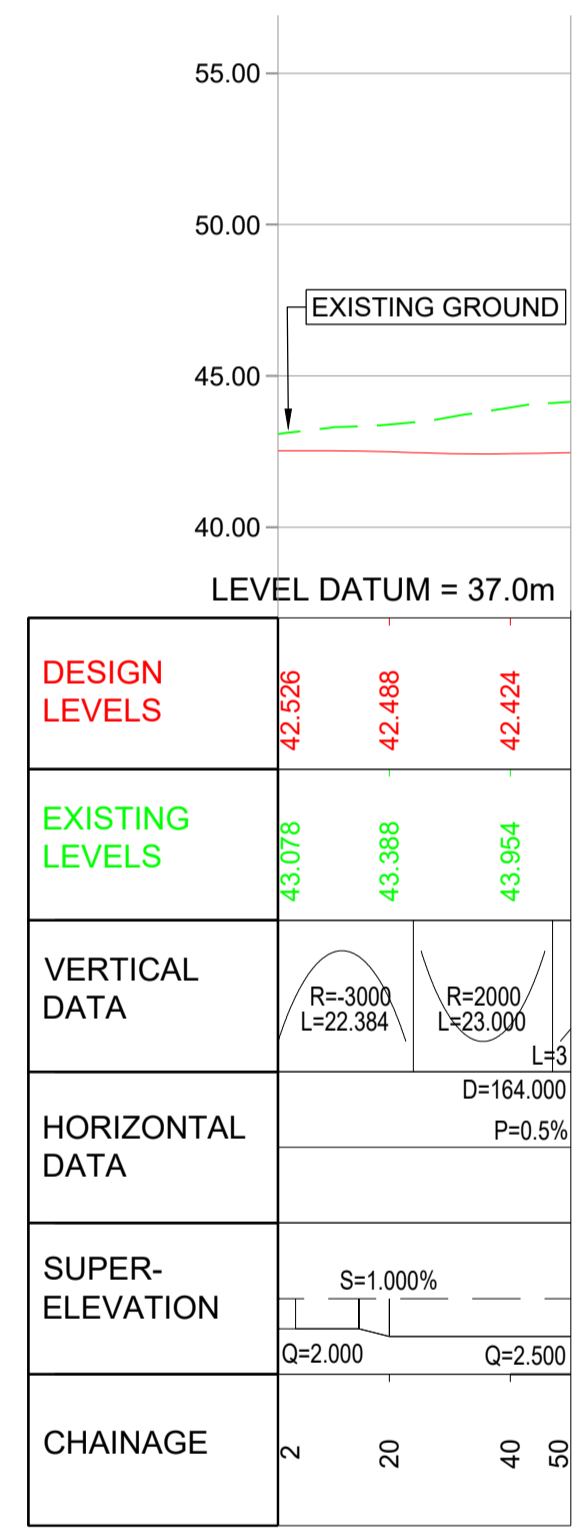 55.00
50.00
EXISTING GROUND
45.00
40.00
LEVEL DATUM = 37.0m
DESIGN
LEVELS
42.526
42.488
42.424
EXISTING
LEVELS
43.078
43.388
43.954
VERTICAL
DATA
R=-3000
L=22.384
R=2000
L=23.000
L=3
HORIZONTAL
DATA
D=164.000
P=0.5%
SUPER-
ELEVATION
S=1.000%
Q=2.000
Q=2.500
CHAINAGE
2
20
40
50